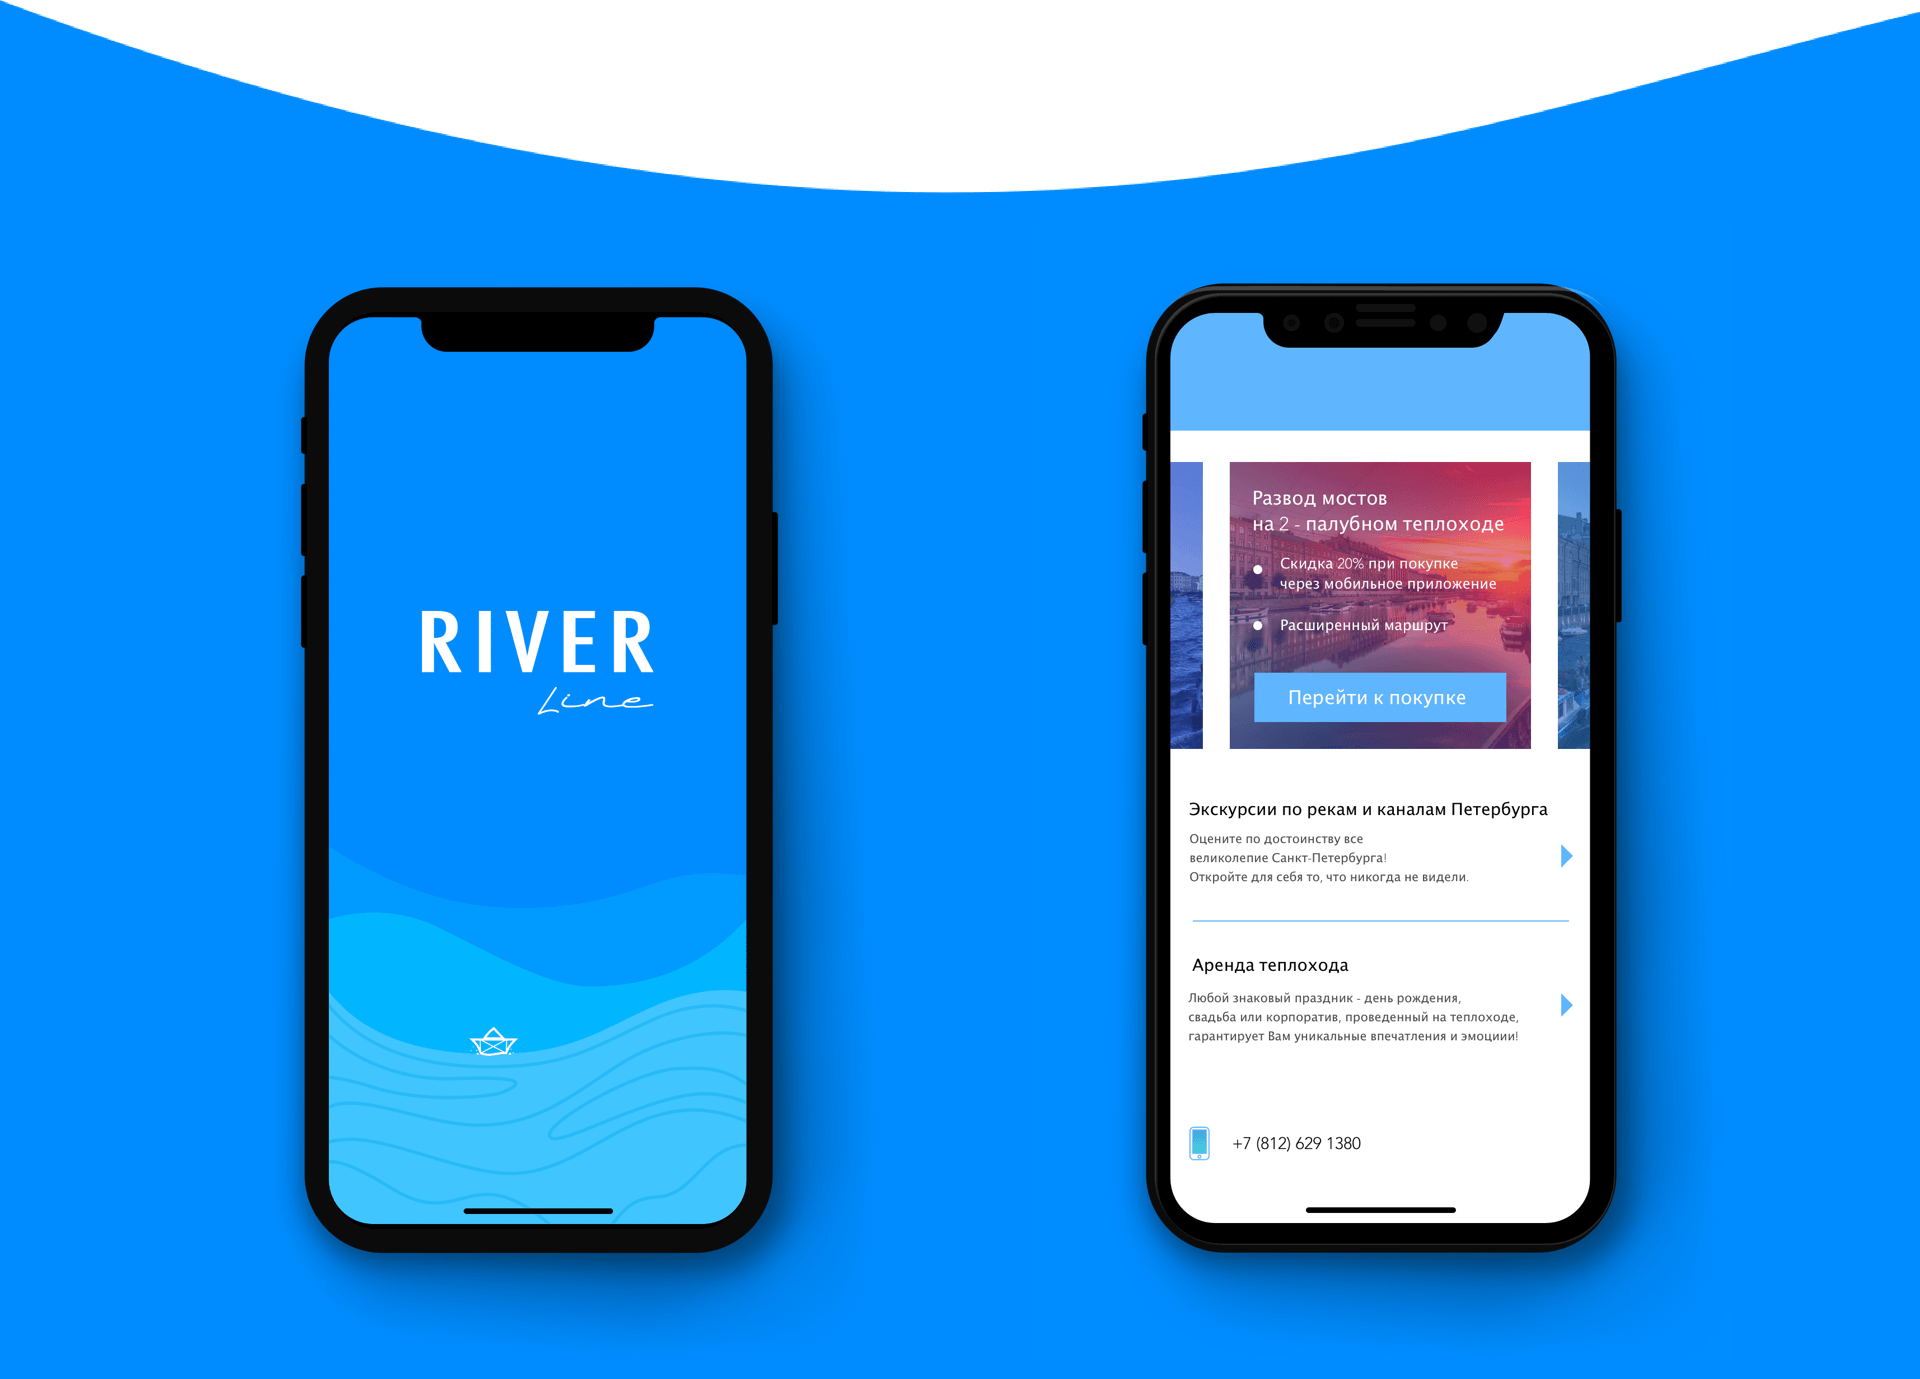 RIVER
Line
Развод мостов
на 2 - палубном теплоходе
Скидка 20% при покупке
через мобильное приложение
Расширенный маршрут
Перейти к покупке
Экскурсии по рекам и каналам Петербурга
Оцените по достоинству все
великолепие Санкт-Петербурга!
Откройте для себя то, что никогда не видели.
Аренда теплохода
Любой знаковый праздник - день рождения,
свадьба или корпоратив, проведенный на теплоходе,
гарантирует Вам уникальные впечатления и эмоциии!
+7 (812) 629 1380